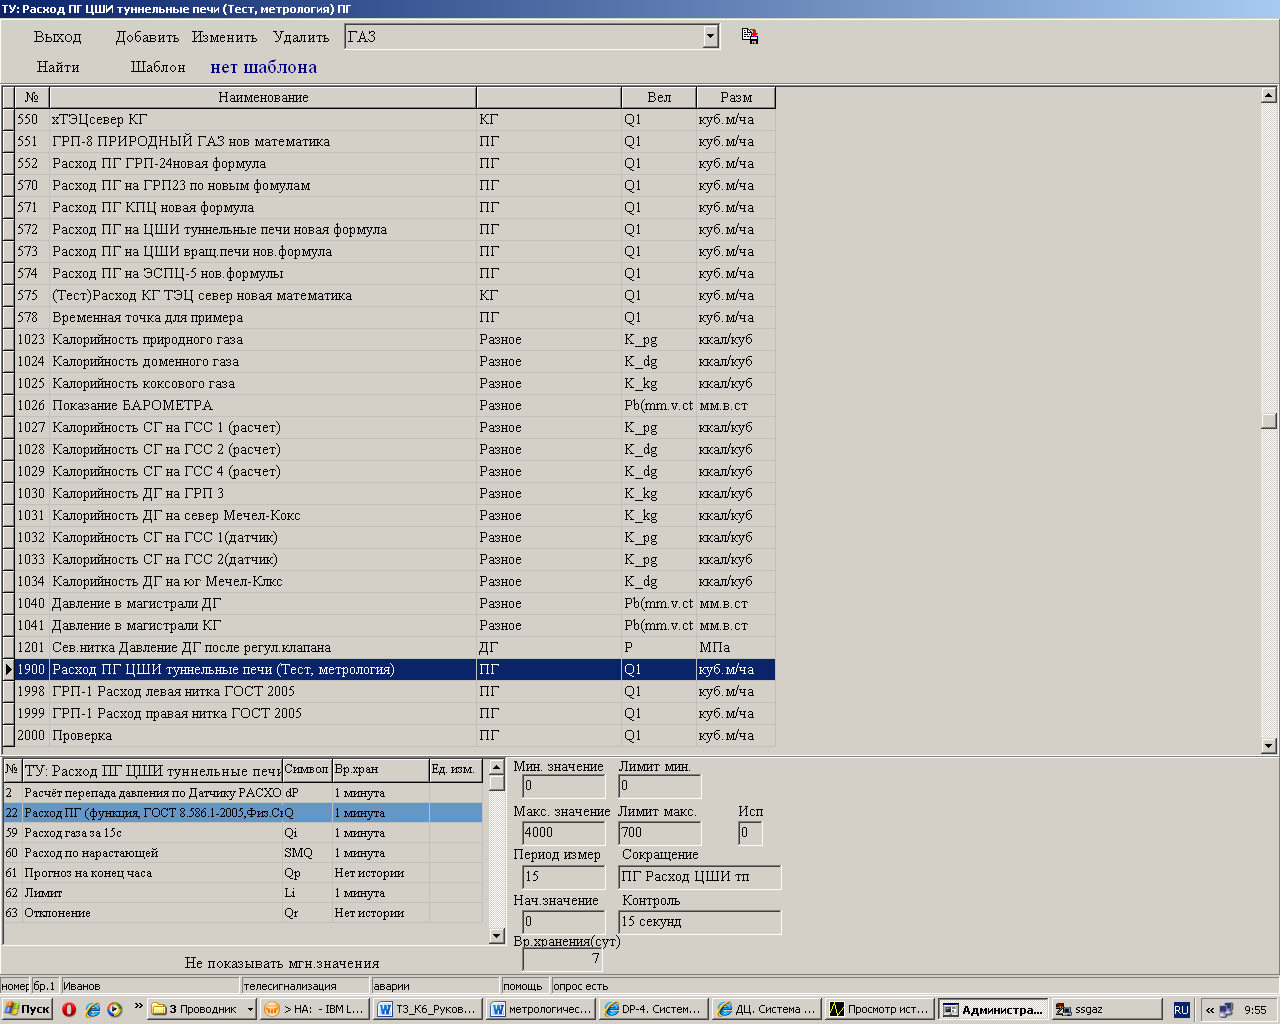 ТУ: Расход ПГ ЦШИ туннельные печи (Тест, метрология) ПГ
Выход Добавить Изменить Удалить ГАЗ
Найти Шаблон нет шаблона
№ Наименование Вел Разм
550 хТЭЦсевер КГ КГ Q1 куб.м/ча
551 ГРП-8 ПРИРОДНЫЙ ГАЗ нов математика ПГ Q1 куб.м/ча
552 Расход ПГ ГРП-24новая формула ПГ Q1 куб.м/ча
570 Расход ПГ на ГРП23 по новым фомулам ПГ Q1 куб.м/ча
571 Расход ПГ КПЦ новая формула ПГ Q1 куб.м/ча
572 Расход ПГ на ЦШИ туннельные печи новая формула ПГ Q1 куб.м/ча
573 Расход ПГ на ЦШИ вращ.печи нов.формула ПГ Q1 куб.м/ча
574 Расход ПГ на ЭСПЦ-5 нов.формулы ПГ Q1 куб.м/ча
575 (Тест)Расход КГ ТЭЦ север новая математика КГ Q1 куб.м/ча
578 Временная точка для примера ПГ Q1 куб.м/ча
1023 Калорийность природного газа Разное K_pg ккал/куб
1024 Калорийность доменного газа Разное K_dg ккал/куб
1025 Калорийность коксового газа Разное K_kg ккал/куб
1026 Показание БАРОМЕТРА Разное Pb(mm.v.ct мм.в.ст
1027 Калорийность СГ на ГСС 1 (расчет) Разное K_pg ккал/куб
1028 Калорийность СГ на ГСС 2 (расчет) Разное K_dg ккал/куб
1029 Калорийность СГ на ГСС 4 (расчет) Разное K_dg ккал/куб
1030 Калорийность ДГ на ГРП 3 Разное K_kg ккал/куб
1031 Калорийность ДГ на север Мечел-Кокс Разное K_kg ккал/куб
1032 Калорийность СГ на ГСС 1(датчик) Разное K_pg ккал/куб
1033 Калорийность СГ на ГСС 2(датчик) Разное K_pg ккал/куб
1034 Калорийность ДГ на юг Мечел-Клкс Разное K_dg ккал/куб
1040 Давление в магистрали ДГ Разное Pb(mm.v.ct мм.в.ст
1041 Давление в магистрали КГ Разное Pb(mm.v.ct мм.в.ст
1201 Сев.нитка Давление ДГ после регул.клапана ДГ P МПа
1900 Расход ПГ ЦШИ туннельные печи (Тест, метрология) ПГ Q1 куб.м/ча
1998 ГРП-1 Расход левая нитка ГОСТ 2005 ПГ Q1 куб.м/ча
1999 ГРП-1 Расход правая нитка ГОСТ 2005 ПГ Q1 куб.м/ча
2000 Проверка ПГ Q1 куб.м/ча
№ ТУ: Расход ПГ ЦШИ туннельные печи Символ Вр.хран Ед. изм.
2 Расчёт перепада давления по Датчику РАСХО dP 1 минута
22 Расход ПГ (функция, ГОСТ 8.586.1-2005,Физ.Св Q 1 минута
59 Расход газа за 15с Qi 1 минута
60 Расход по нарастающей SMQ 1 минута
61 Прогноз на конец часа Qp Нет истории
62 Лимит Li 1 минута
63 Отклонение Qr Нет истории
Не показывать мгн.значения
Мин. значение Лимит мин.
0 0
Макс. значение Лимит макс. Исп
4000 700 0
Период измер Сокращение
15 ПГ Расход ЦШИ тп
Нач.значение Контроль
0 15 секунд
Вр.хранения(сут)
7
номер бр.1 Иванов телесигнализация аварии помощь опрос есть
Пуск » 3 Проводник > НА: - IBM L... ТЗ_К6_Руков... метрологичес... DP-4. Систем... ДЦ. Система ... Просмотр ист... Администра... ssgaz RU « 9:55